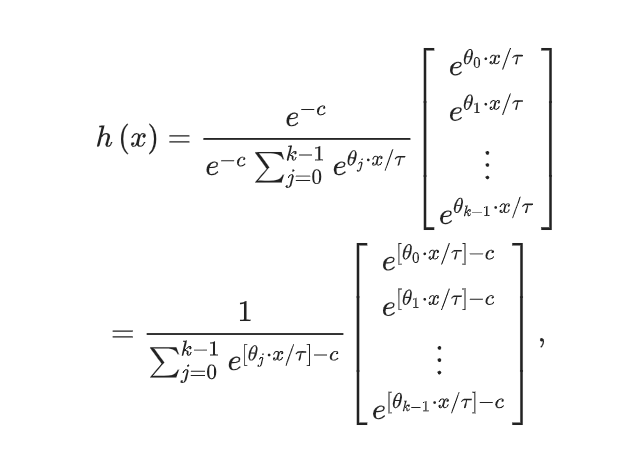 h (x) = \frac{e^{-c}}{e^{-c} \sum_{j=0}^{k-1} e^{\theta_j \cdot x/\tau}} \begin{bmatrix} e^{\theta_0 \cdot x/\tau} \\ e^{\theta_1 \cdot x/\tau} \\ \vdots \\ e^{\theta_{k-1} \cdot x/\tau} \end{bmatrix}
= \frac{1}{\sum_{j=0}^{k-1} e^{[\theta_j \cdot x/\tau]-c}} \begin{bmatrix} e^{[\theta_0 \cdot x/\tau]-c} \\ e^{[\theta_1 \cdot x/\tau]-c} \\ \vdots \\ e^{[\theta_{k-1} \cdot x/\tau]-c} \end{bmatrix} ,